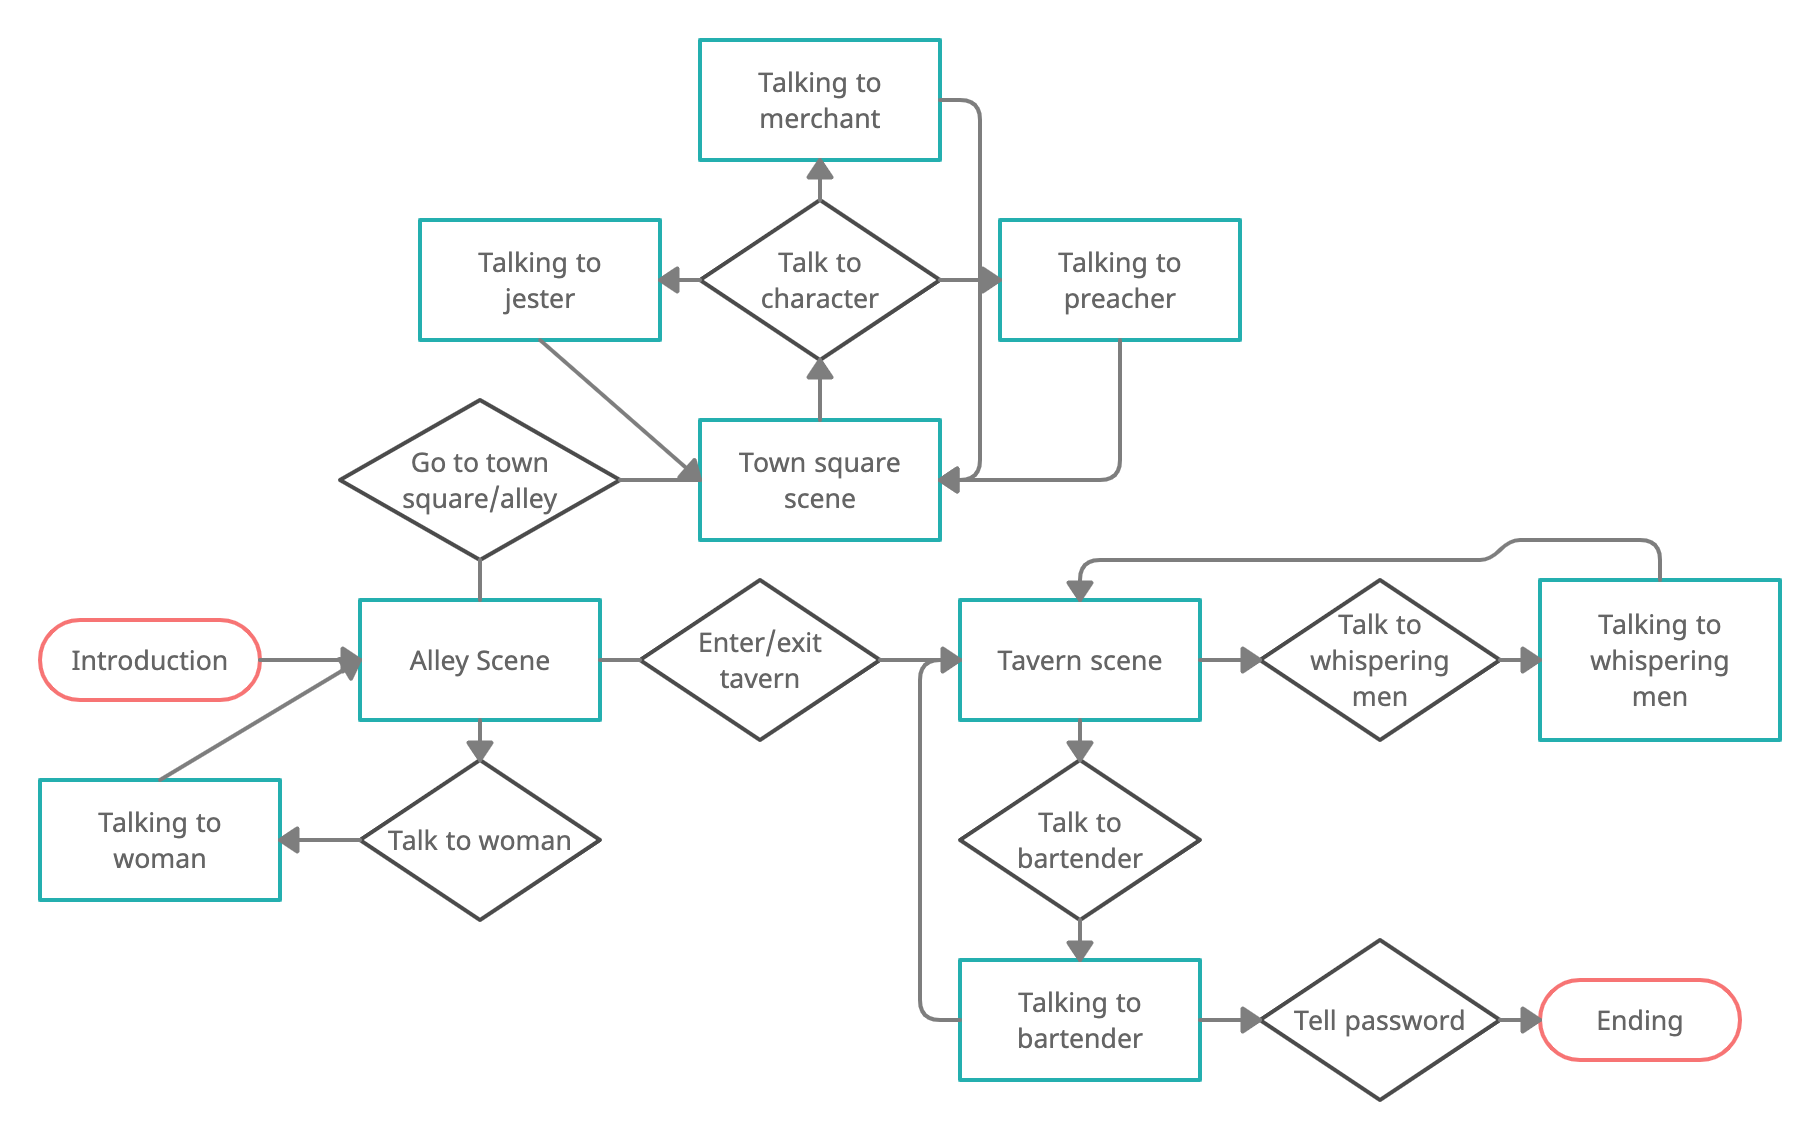 Talking to
merchant
Talking to
jester
Talk to
character
Talking to
preacher
Go to town
square/alley
Town square
scene
Introduction
Alley Scene
Enter/exit
tavern
Tavern scene
Talk to
whispering
men
Talking to
whispering
men
Talking to
woman
Talk to woman
Talk to
bartender
Talking to
bartender
Tell password
Ending